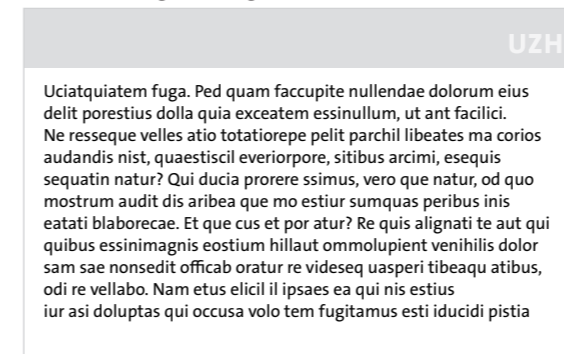 UZH
Uciatquiatem fuga. Ped quam faccupite nullendae dolorum eius
delit porestius dolla quia exceatem essinullum, ut ant facilici.
Ne resseque velles atio totatiorepe pelit parchil libeates ma corios
audandis nist, quaestiscil everiorpore, sitibus arcimi, esequis
sequatin natur? Qui ducia prorere ssimus, vero que natur, od quo
mostrum audit dis aribea que mo estiur sumquas peribus inis
eatati blaborecae. Et que cus et por atur? Re quis alignati te aut qui
quibus essinimagnis eostium hillaut ommolupient venihilis dolor
sam sae nonsedit officab oratur re videseq uasperi tibeaqu atibus,
odi re vellabo. Nam etus elicil il ipsaes ea qui nis estius
iur asi doluptas qui occusa volo tem fugitamus esti iducidi pistia